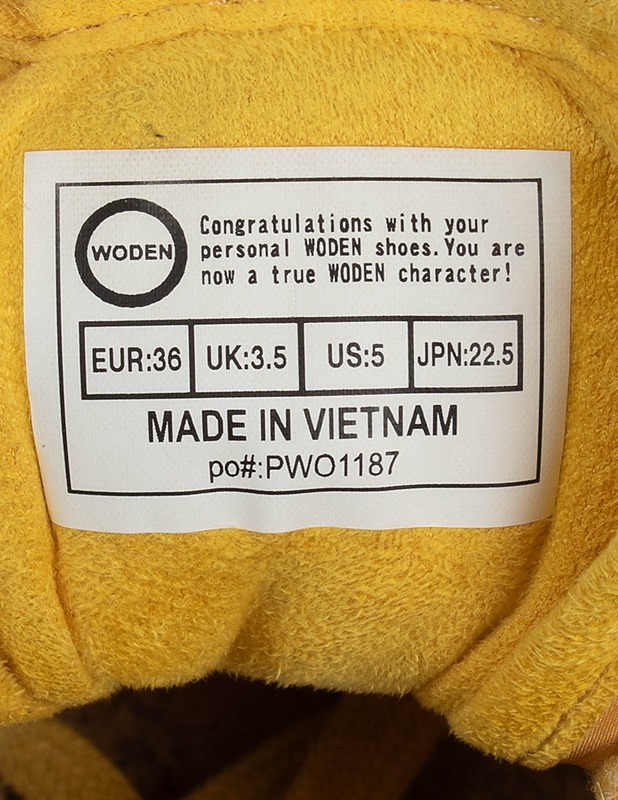 WODEN
Congratulations with your
personal WODEN shoes. You are
now a true WODEN character!
EUR:36 UK:3.5 US:5 JPN:22.5
MADE IN VIETNAM
po#:PWO1187